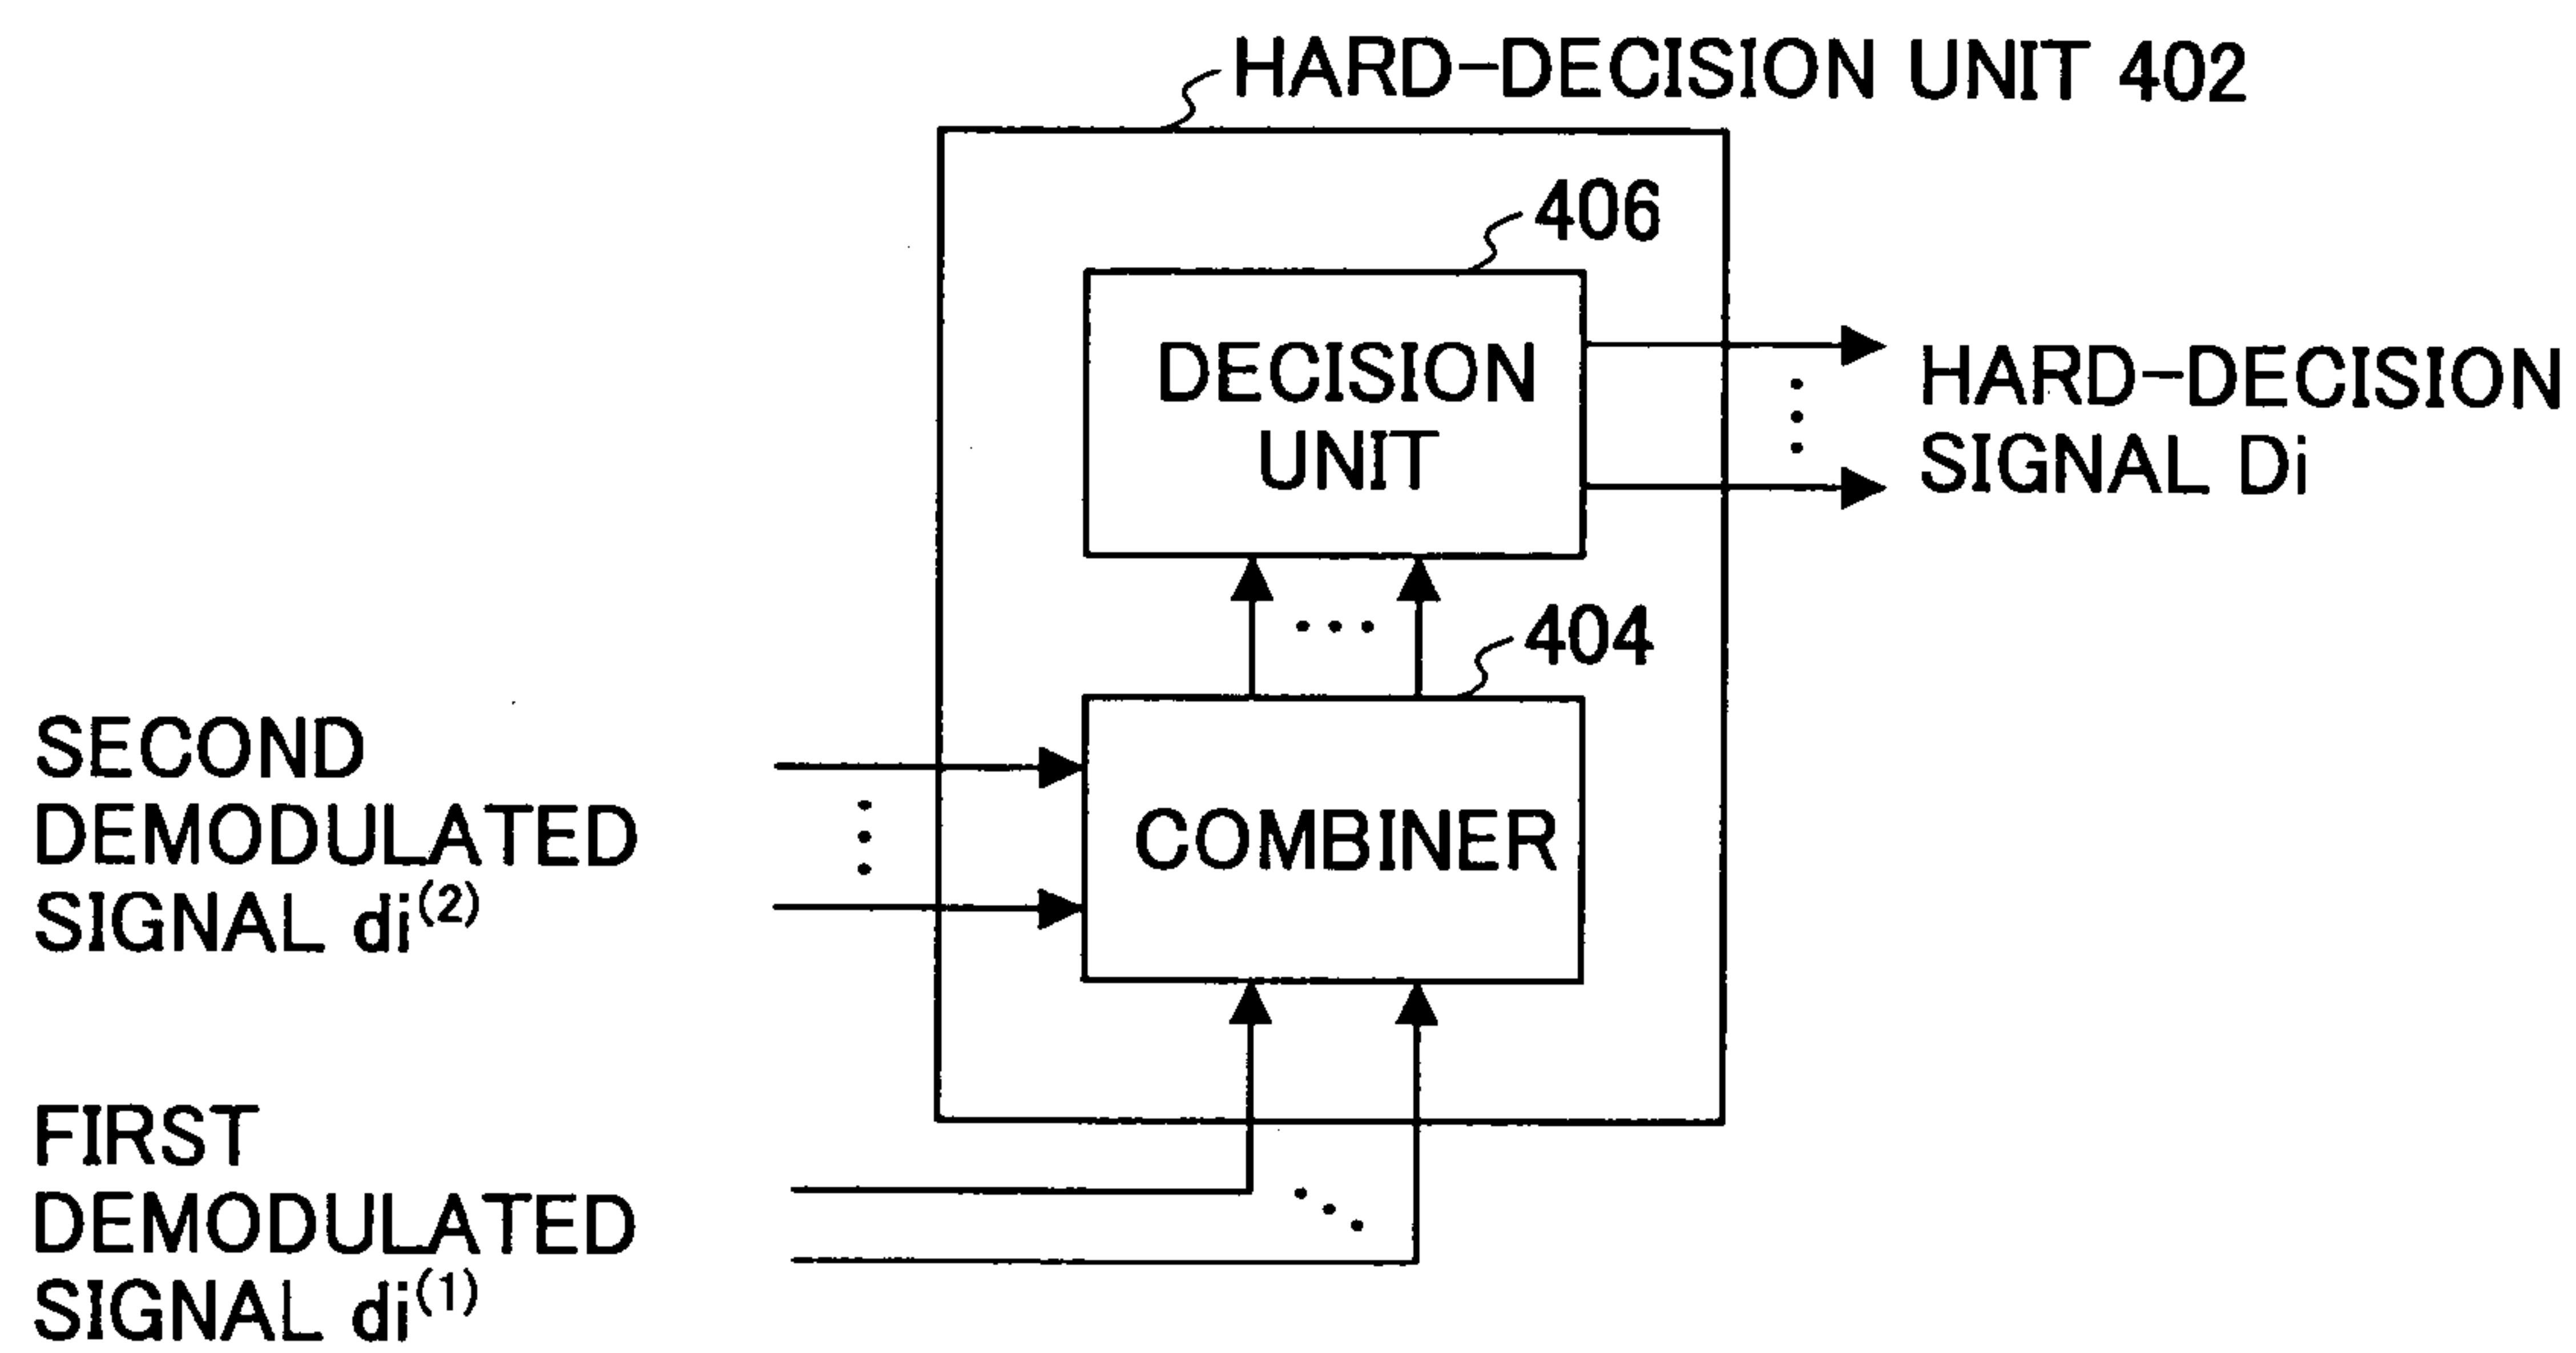 HARD-DECISION UNIT 402
406
DECISION
UNIT
HARD-DECISION
SIGNAL Di
404
COMBINER
SECOND
DEMODULATED
SIGNAL di(2)
FIRST
DEMODULATED
SIGNAL di(1)